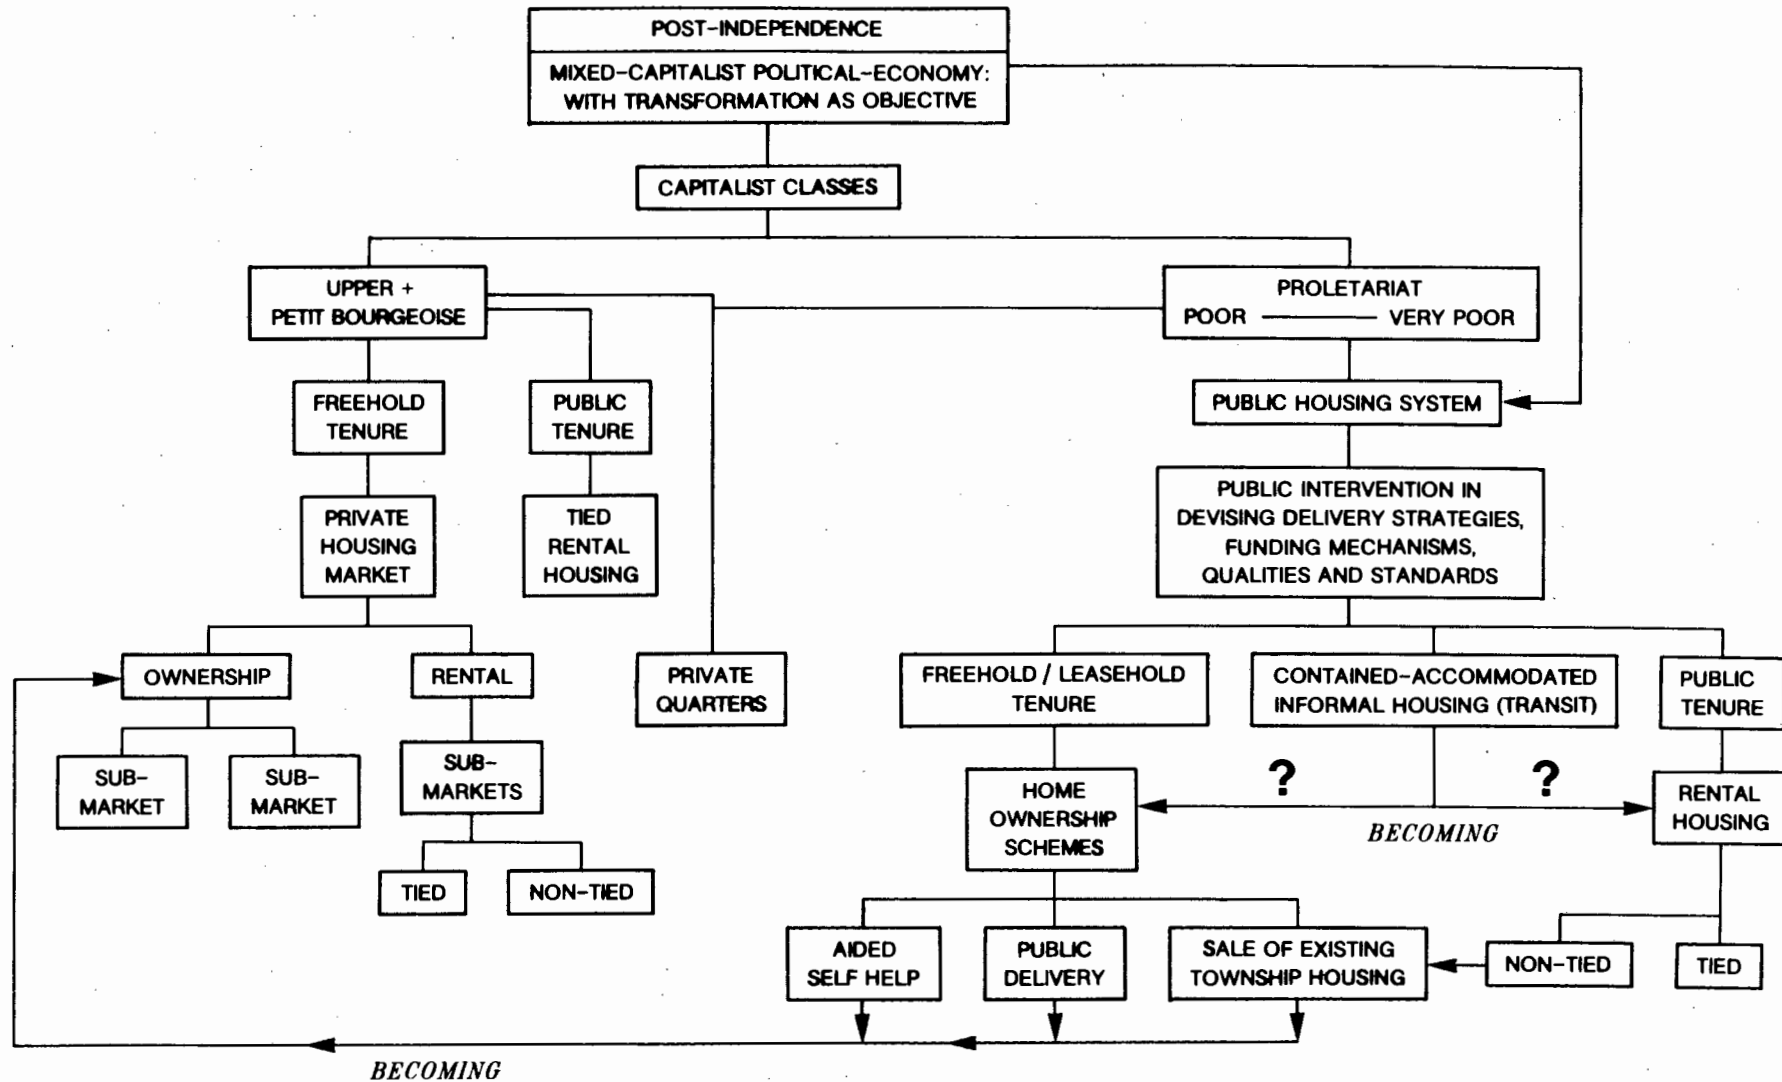 POST-INDEPENDENCE
MIXED-CAPITALIST POLITICAL-ECONOMY:
WITH TRANSFORMATION AS OBJECTIVE
CAPITALIST CLASSES
UPPER +
PETIT BOURGEOISE
PROLETARIAT
POOR ——— VERY POOR
FREEHOLD
TENURE
PUBLIC
TENURE
PUBLIC HOUSING SYSTEM
PRIVATE
HOUSING
MARKET
TIED
RENTAL
HOUSING
PUBLIC INTERVENTION IN
DEVISING DELIVERY STRATEGIES,
FUNDING MECHANISMS,
QUALITIES AND STANDARDS
OWNERSHIP
RENTAL
PRIVATE
QUARTERS
FREEHOLD / LEASEHOLD
TENURE
CONTAINED-ACCOMMODATED
INFORMAL HOUSING (TRANSIT)
PUBLIC
TENURE
SUB-
MARKET
SUB-
MARKET
SUB-
MARKETS
HOME
OWNERSHIP
SCHEMES
?
?
BECOMING
RENTAL
HOUSING
TIED
NON-TIED
AIDED
SELF HELP
PUBLIC
DELIVERY
SALE OF EXISTING
TOWNSHIP HOUSING
NON-TIED
TIED
BECOMING